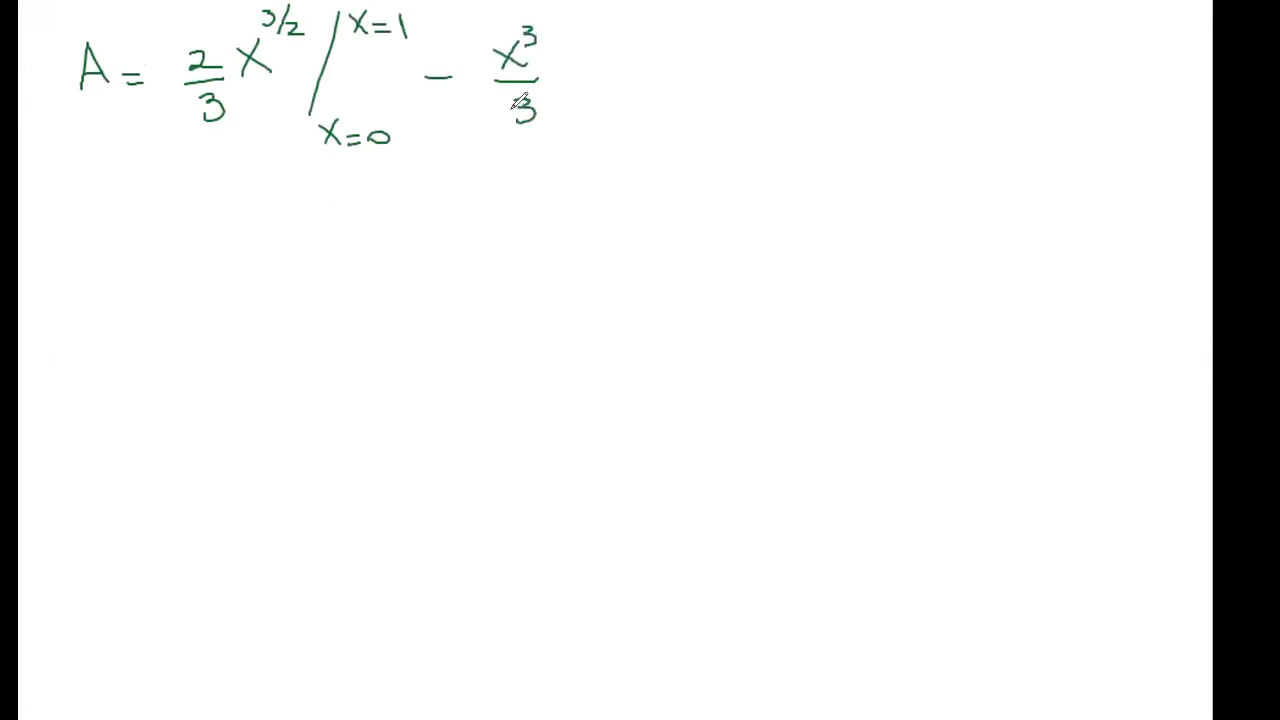 A = 2/3 x^3/2 / x=1 x=0 - x^3/3